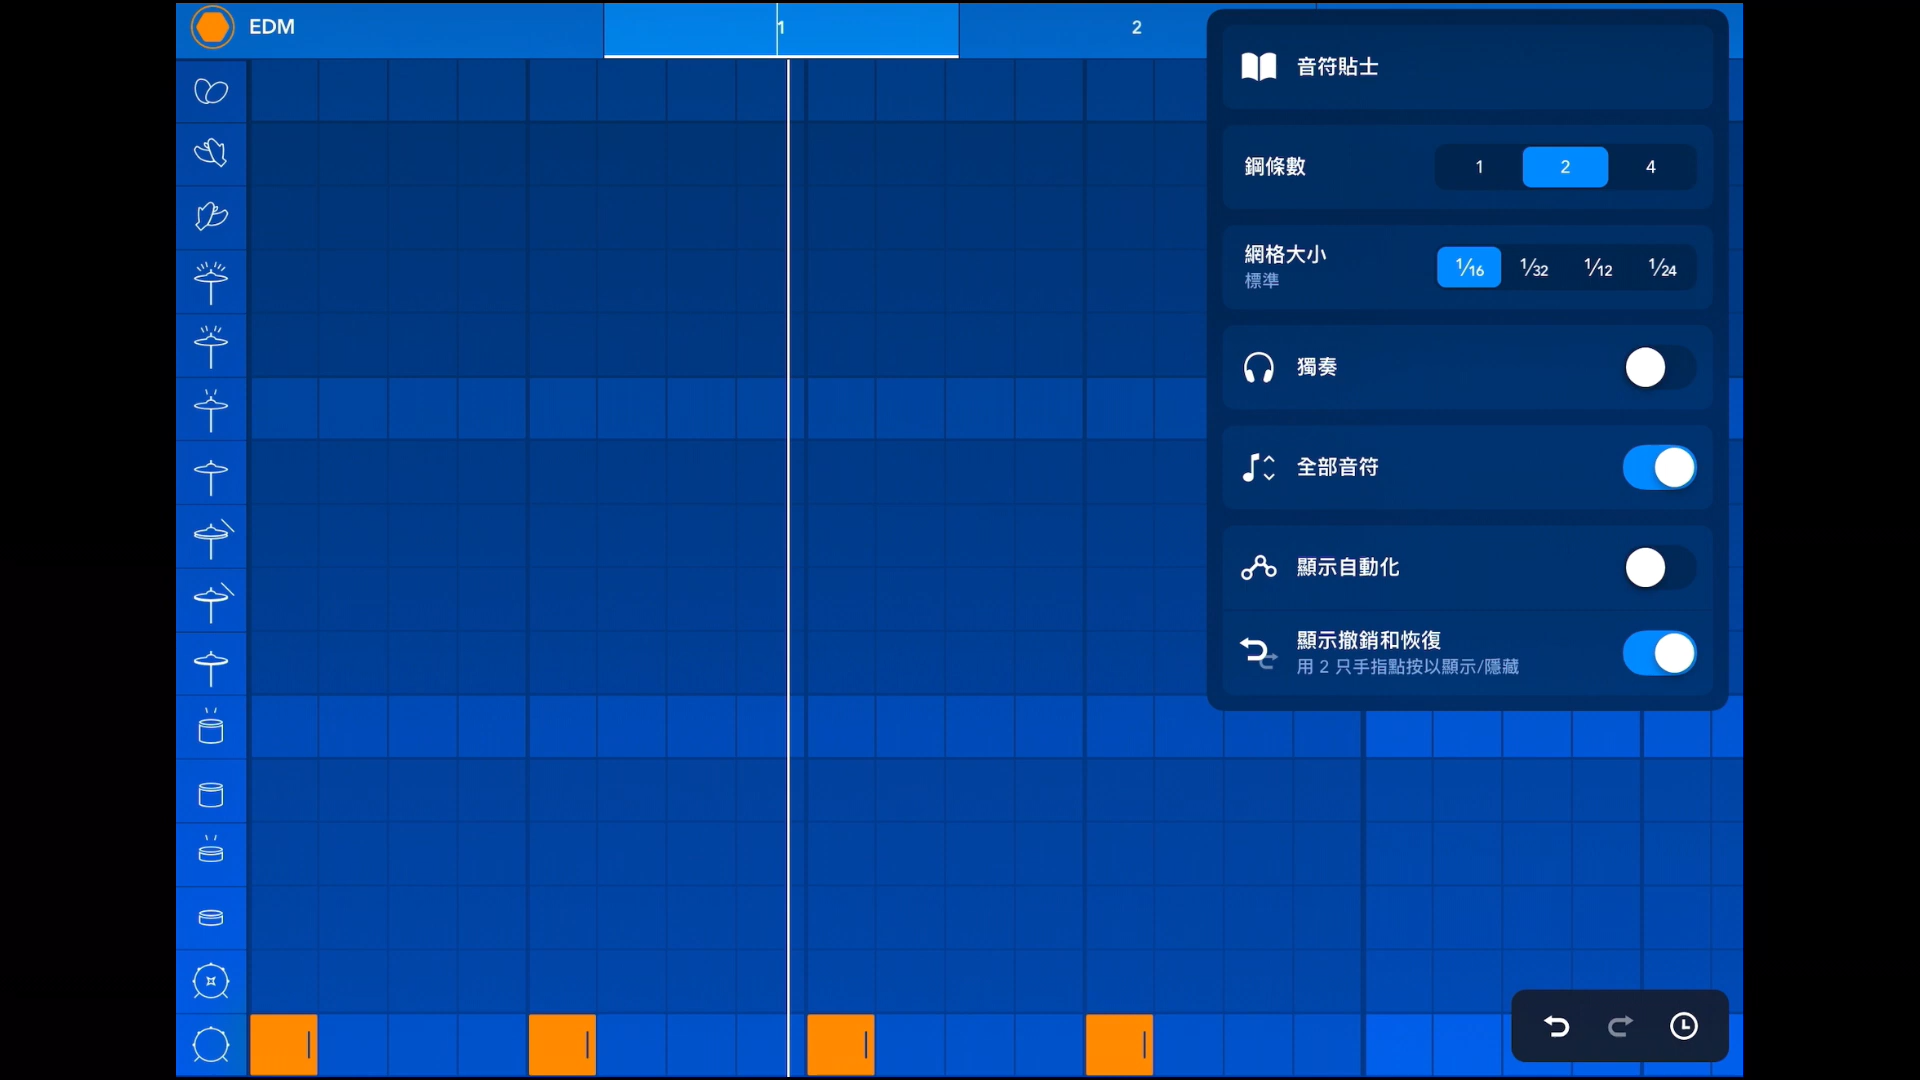 EDM
1
2
音符貼士
鋼條數
1 2 4
網格大小
標準
1/16 1/32 1/12 1/24
獨奏
全部音符
顯示自動化
顯示撤銷和恢復
用 2 只手指點按以顯示/隱藏